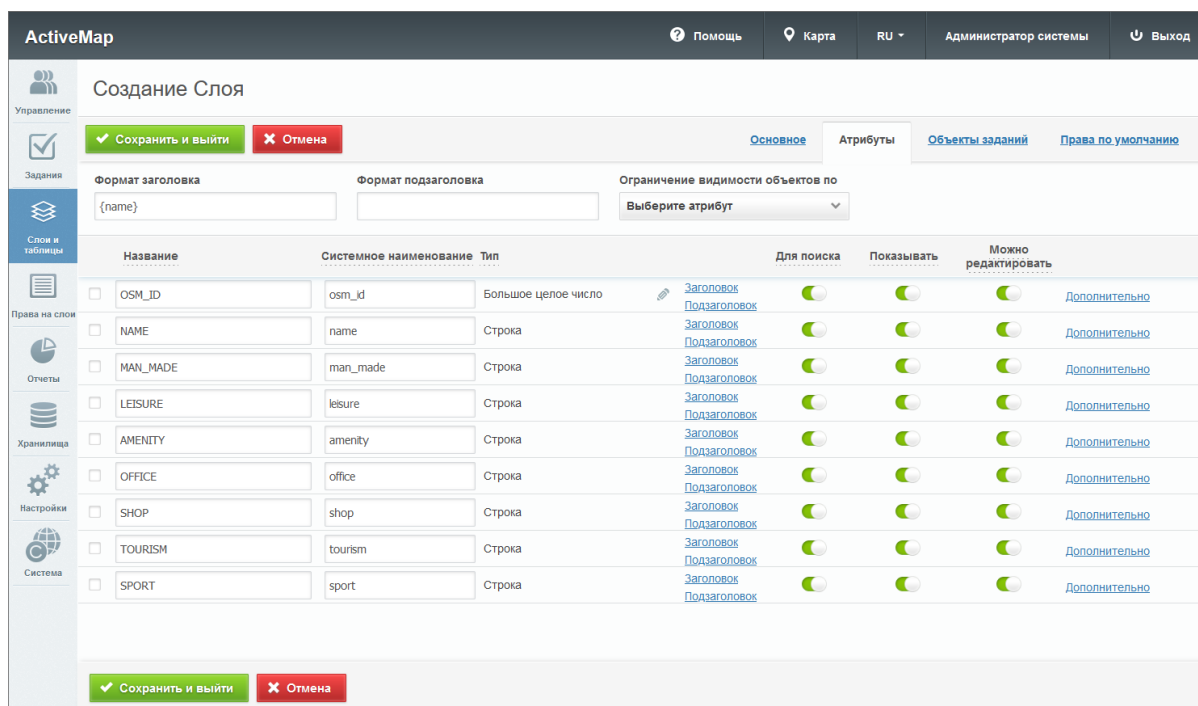 ActiveMap
Помощь Карта RU Администратор системы Выход
Управление
Задания
Слои и таблицы
Права на слои
Отчеты
Хранилища
Настройки
Система
Создание Слоя
Сохранить и выйти Отмена Основное Атрибуты Объекты заданий Права по умолчанию
Формат заголовка Формат подзаголовка Ограничение видимости объектов по
{name} Выберите атрибут
Название Системное наименование Тип Для поиска Показывать Можно редактировать
OSM_ID osm_id Большое целое число Заголовок Подзаголовок Дополнительно
NAME name Строка Заголовок Подзаголовок Дополнительно
MAN_MADE man_made Строка Заголовок Подзаголовок Дополнительно
LEISURE leisure Строка Заголовок Подзаголовок Дополнительно
AMENITY amenity Строка Заголовок Подзаголовок Дополнительно
OFFICE office Строка Заголовок Подзаголовок Дополнительно
SHOP shop Строка Заголовок Подзаголовок Дополнительно
TOURISM tourism Строка Заголовок Подзаголовок Дополнительно
SPORT sport Строка Заголовок Подзаголовок Дополнительно
Сохранить и выйти Отмена